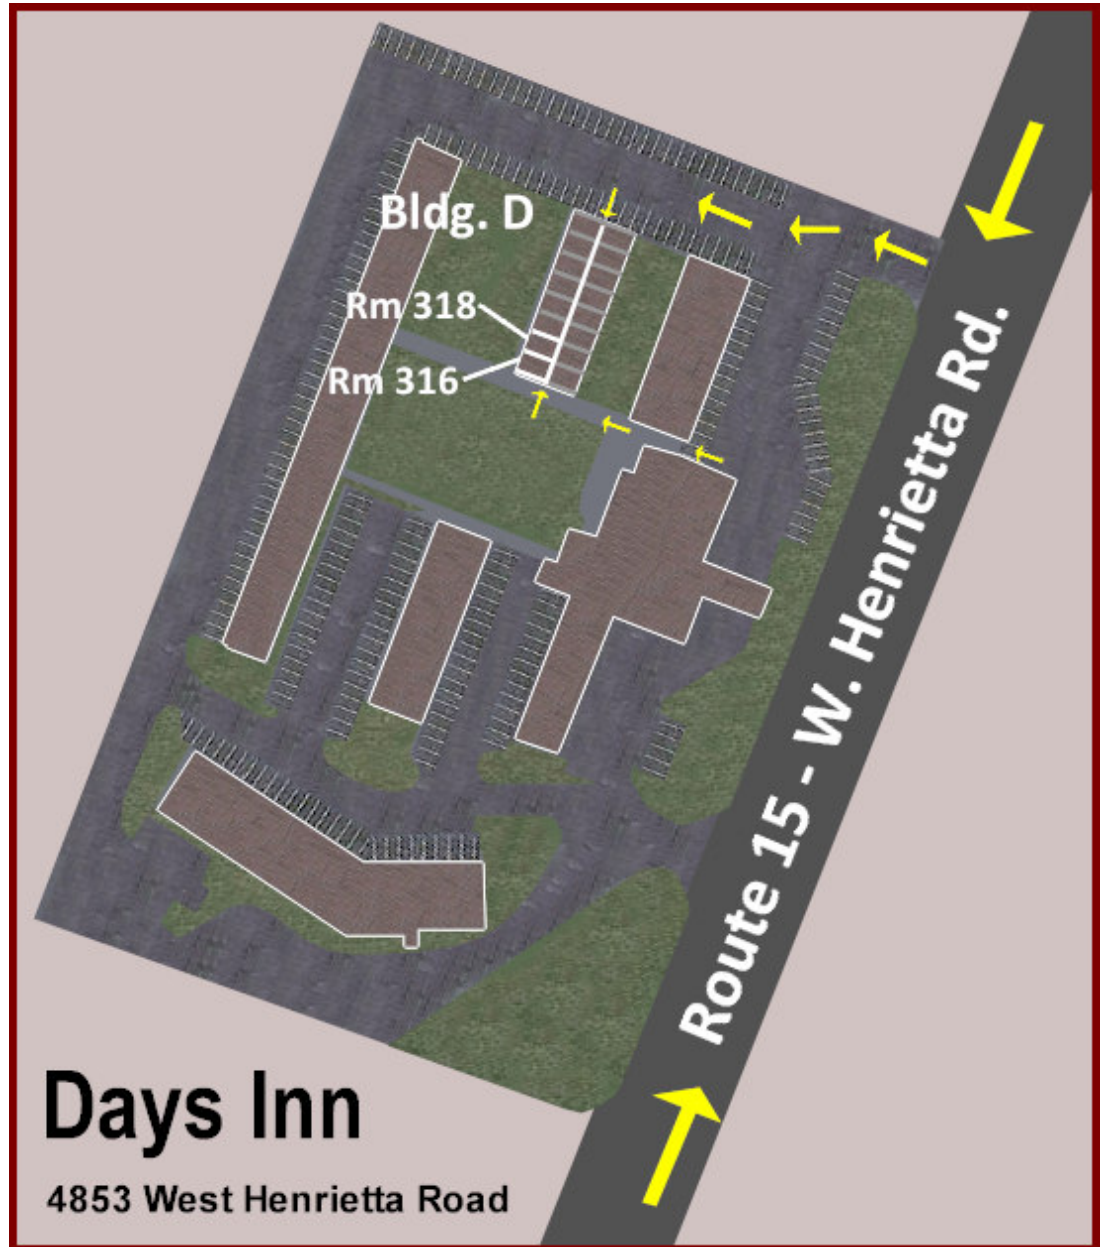 Bldg. D
Rm 318
Rm 316
Route 15 - W. Henrietta Rd.
Days Inn
4853 West Henrietta Road